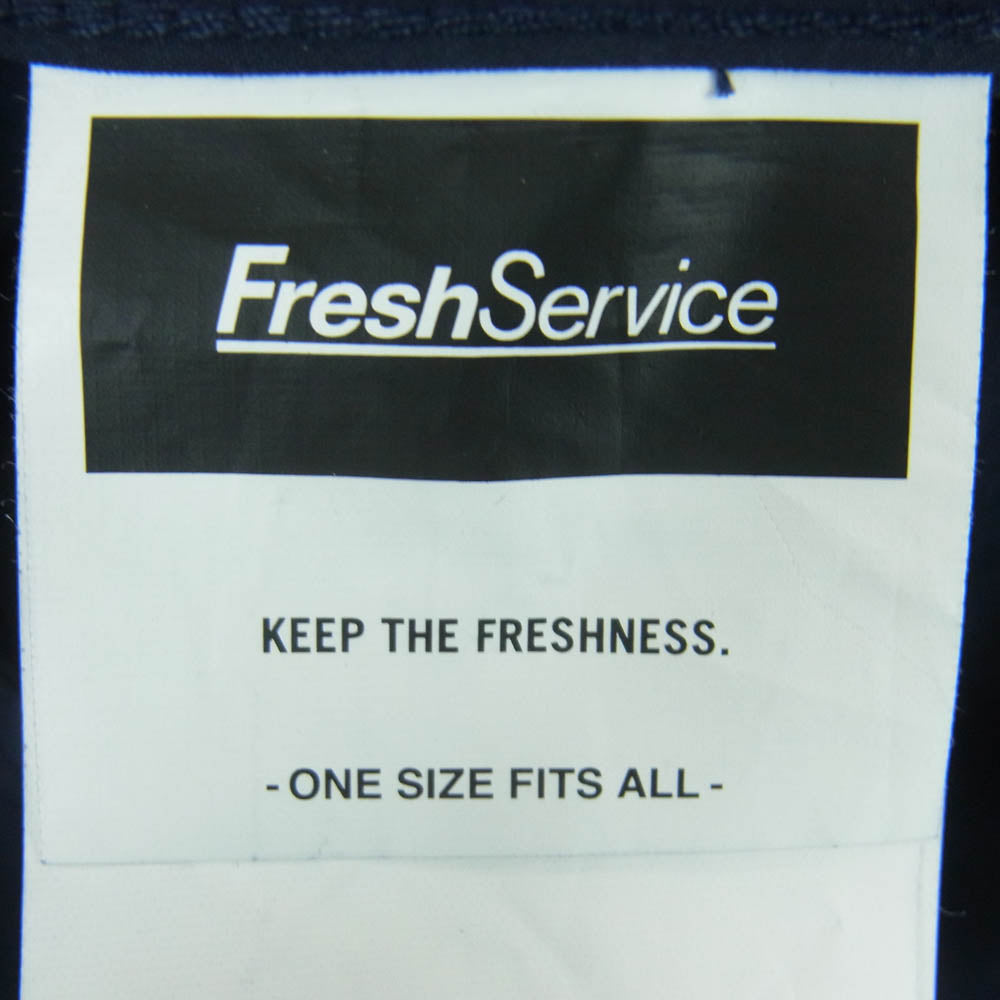 FreshService
KEEP THE FRESHNESS.
- ONE SIZE FITS ALL -